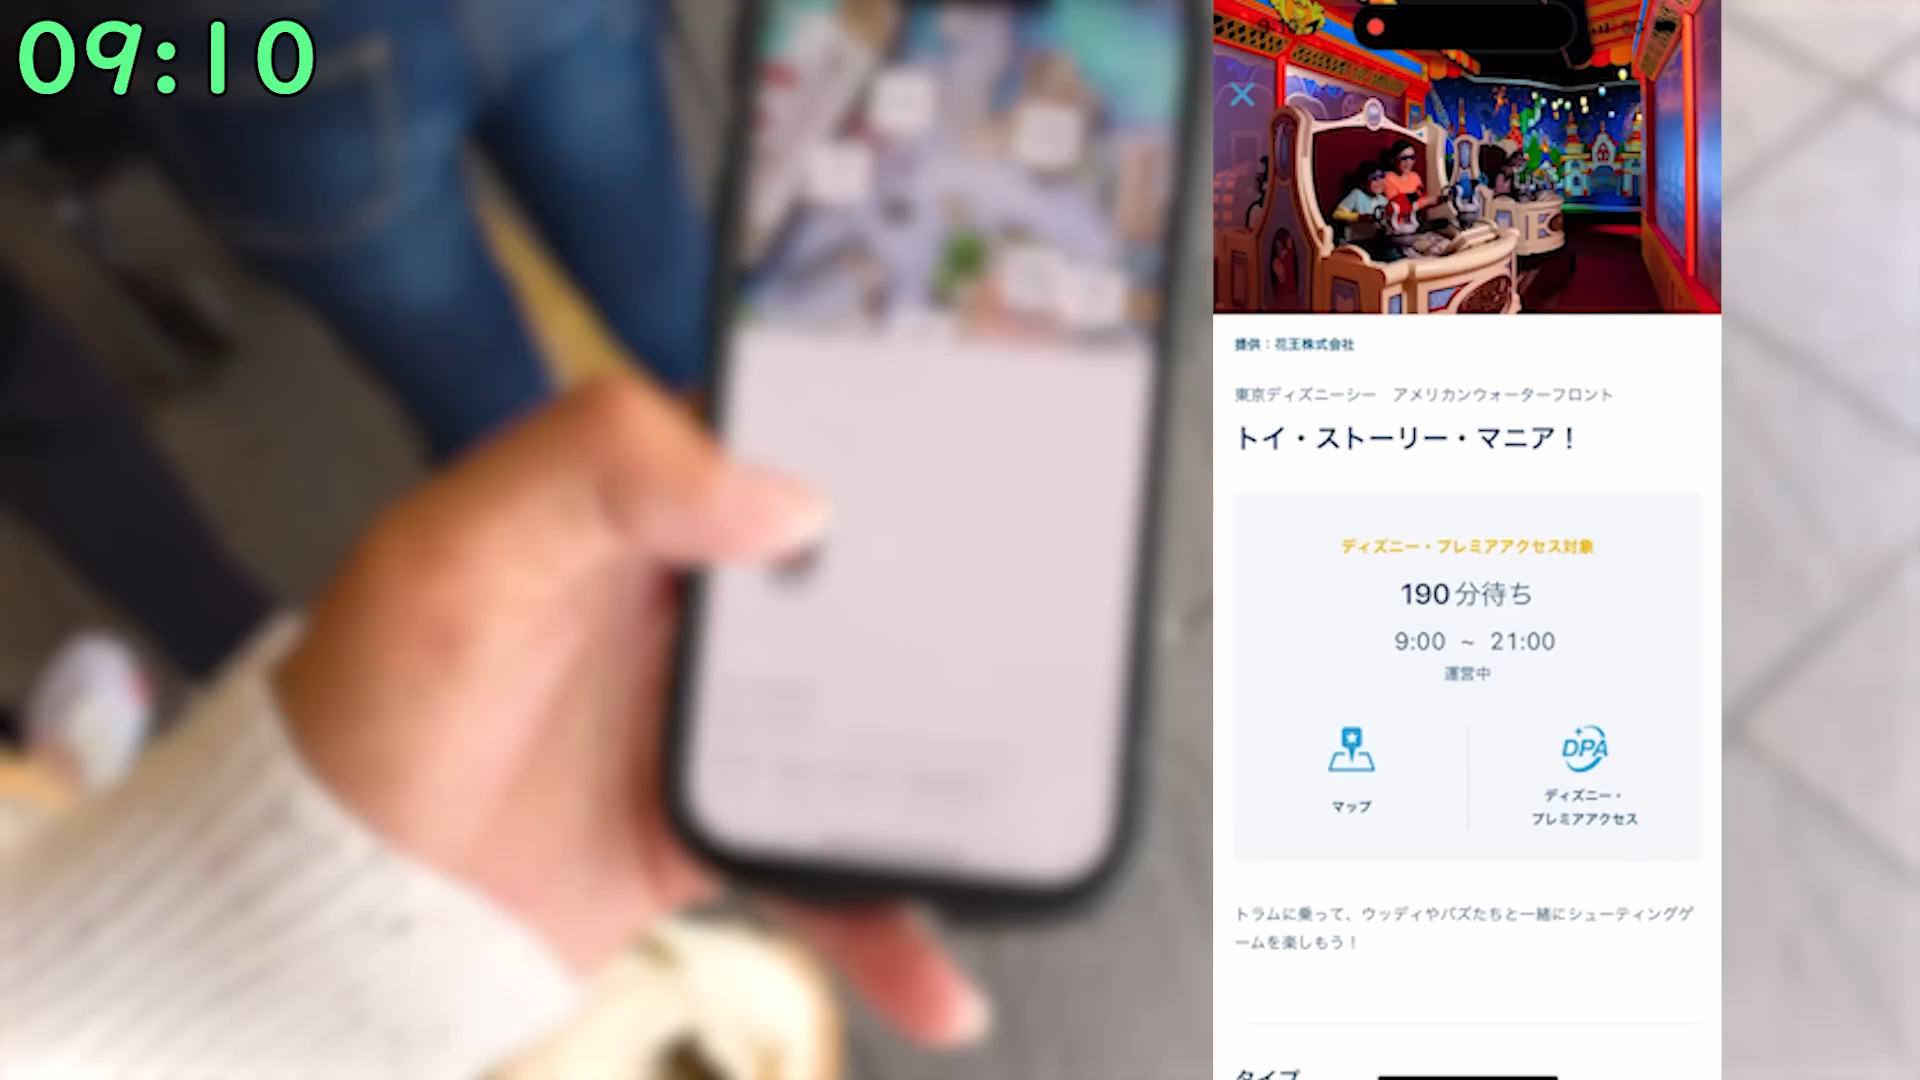 09:10
提供：花王株式会社
東京ディズニーシー　アメリカンウォーターフロント
トイ・ストーリー・マニア！
ディズニー・プレミアアクセス対象
190分待ち
9:00 ~ 21:00
運営中
マップ
DPA
ディズニー・
プレミアアクセス
トラムに乗って、ウッディやバズたちと一緒にシューティングゲ
ームを楽しもう！
タイプ